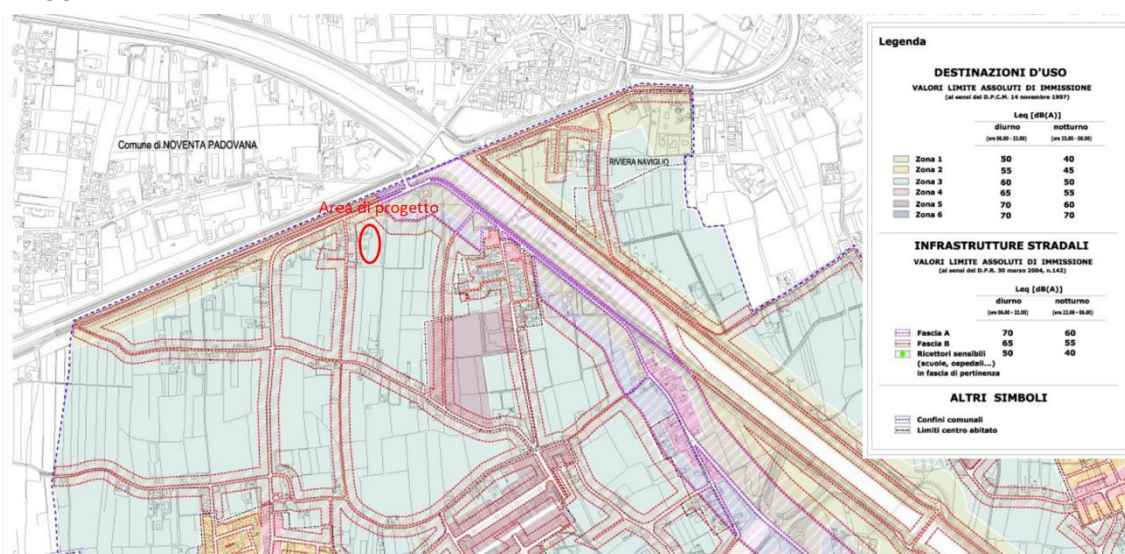 Comune di NOVENTA PADOVANA
RIVIERA NAVIGLIO
Area di progetto
Legenda
DESTINAZIONI D'USO
VALORI LIMITE ASSOLUTI DI IMMISSIONE
(ai sensi del D.P.C.M. 14 novembre 1997)
Leq [dB(A)]
diurno notturno
(ore 06.00 - 22.00) (ore 22.00 - 06.00)
Zona 1 50 40
Zona 2 55 45
Zona 3 60 50
Zona 4 65 55
Zona 5 70 60
Zona 6 70 70
INFRASTRUTTURE STRADALI
VALORI LIMITE ASSOLUTI DI IMMISSIONE
(ai sensi del D.P.R. 30 marzo 2004, n.142)
Leq [dB(A)]
diurno notturno
(ore 06.00 - 22.00) (ore 22.00 - 06.00)
Fascia A 70 60
Fascia B 65 55
Ricettori sensibili 50 40
(scuole, ospedali...)
in fascia di pertinenza
ALTRI SIMBOLI
Confini comunali
Limiti centro abitato